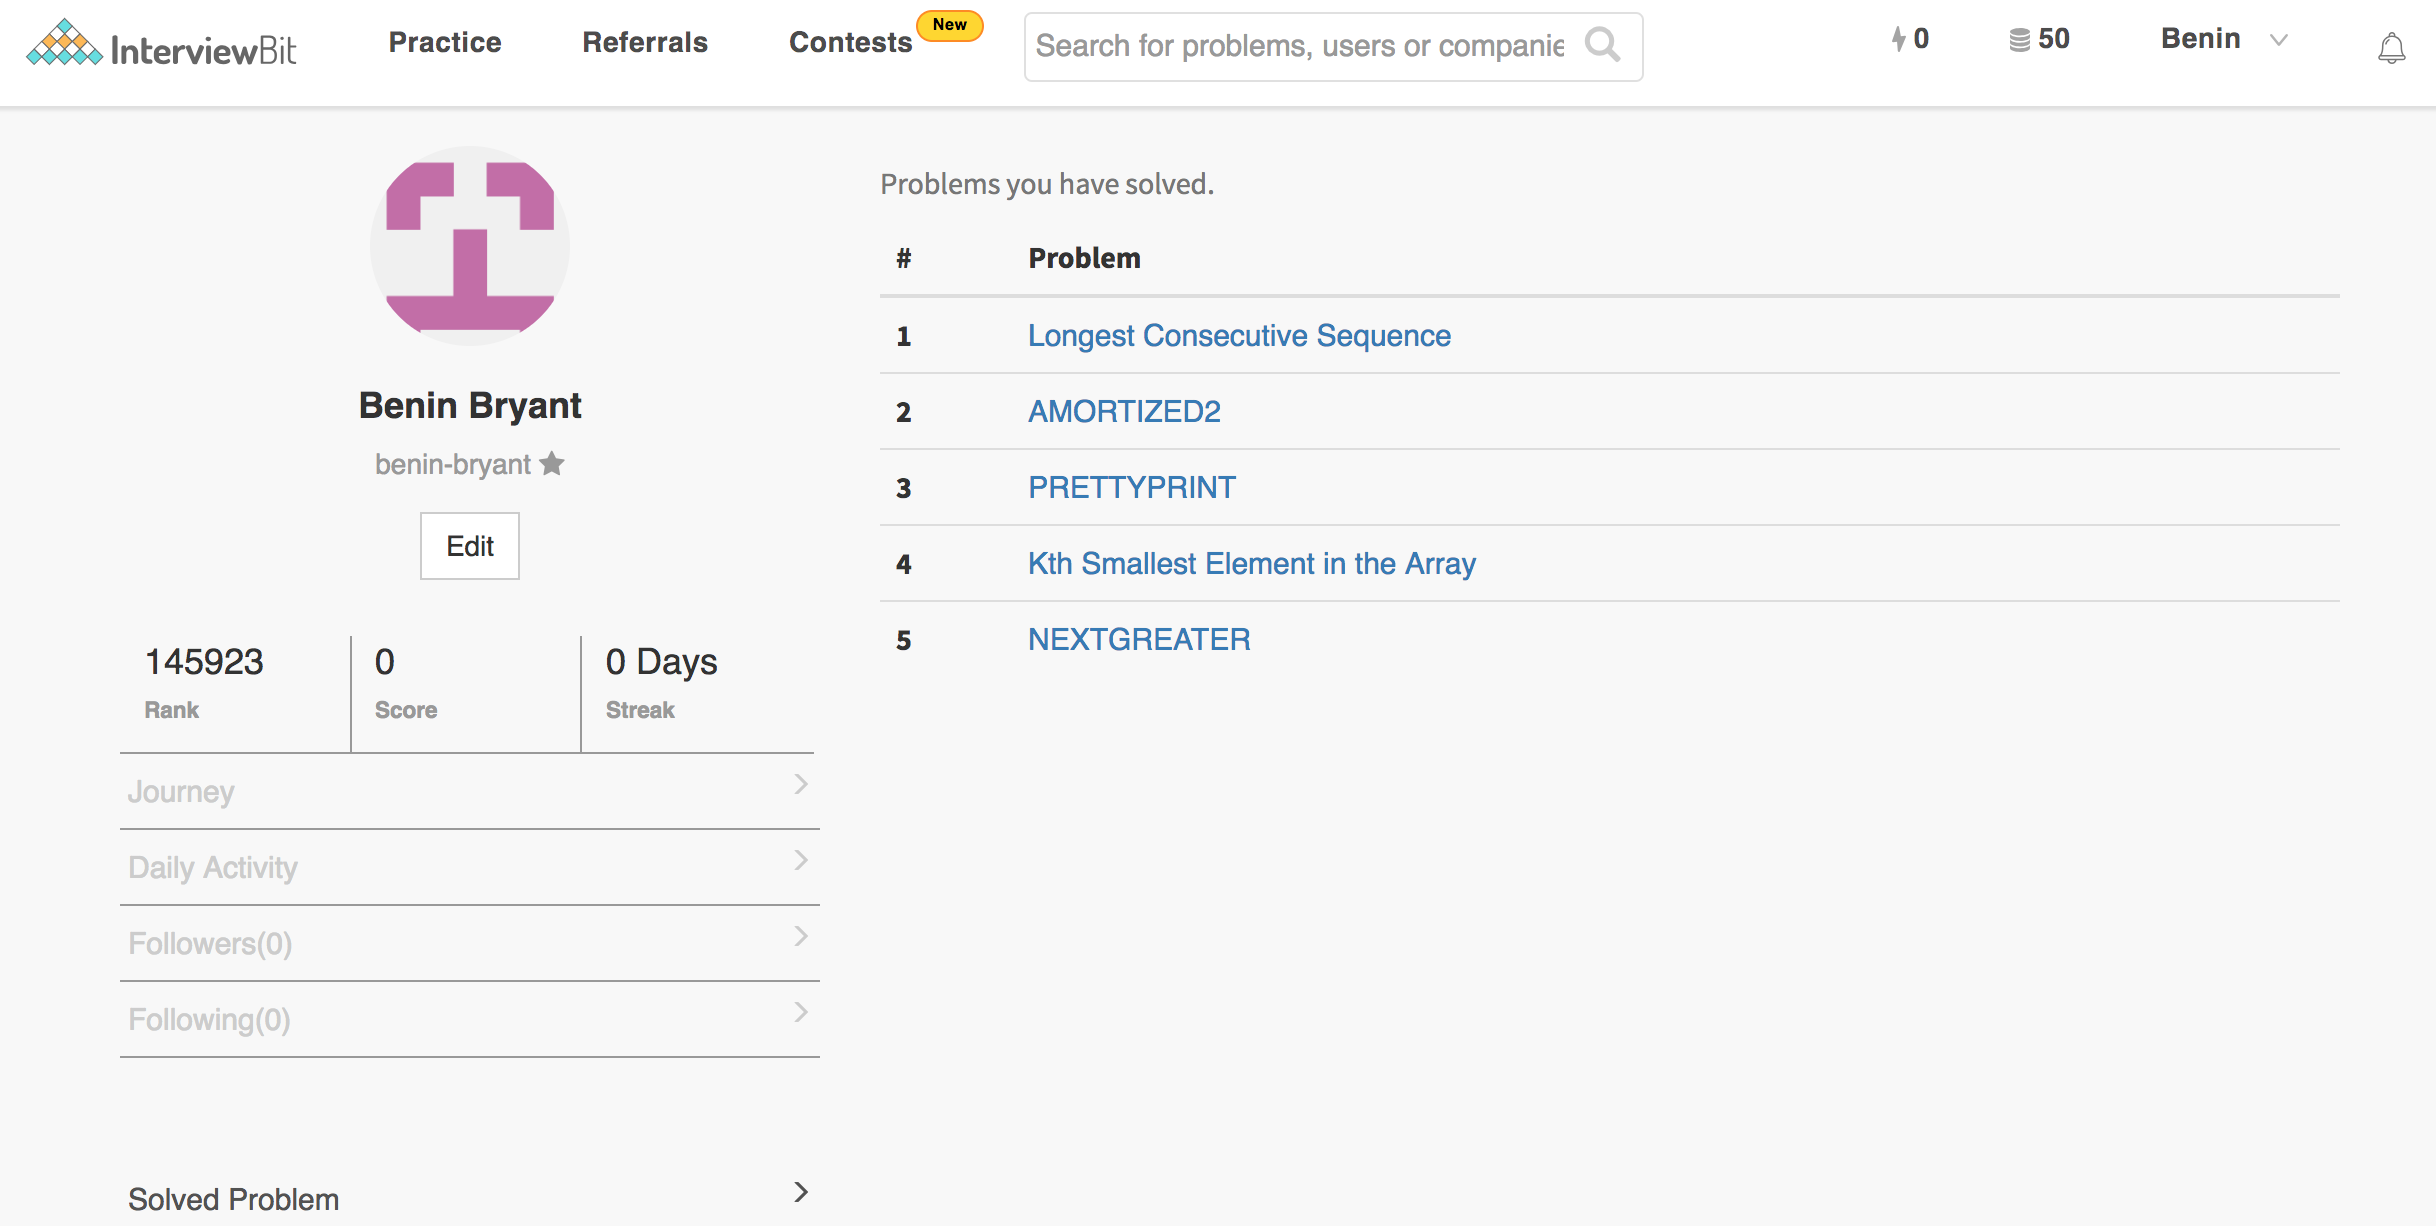 InterviewBit
Practice
Referrals
Contests
New
Search for problems, users or companie
0
50
Benin
Benin Bryant
benin-bryant
Edit
145923
Rank
0
Score
0 Days
Streak
Journey
Daily Activity
Followers(0)
Following(0)
Solved Problem
Problems you have solved.
# Problem
1 Longest Consecutive Sequence
2 AMORTIZED2
3 PRETTYPRINT
4 Kth Smallest Element in the Array
5 NEXTGREATER